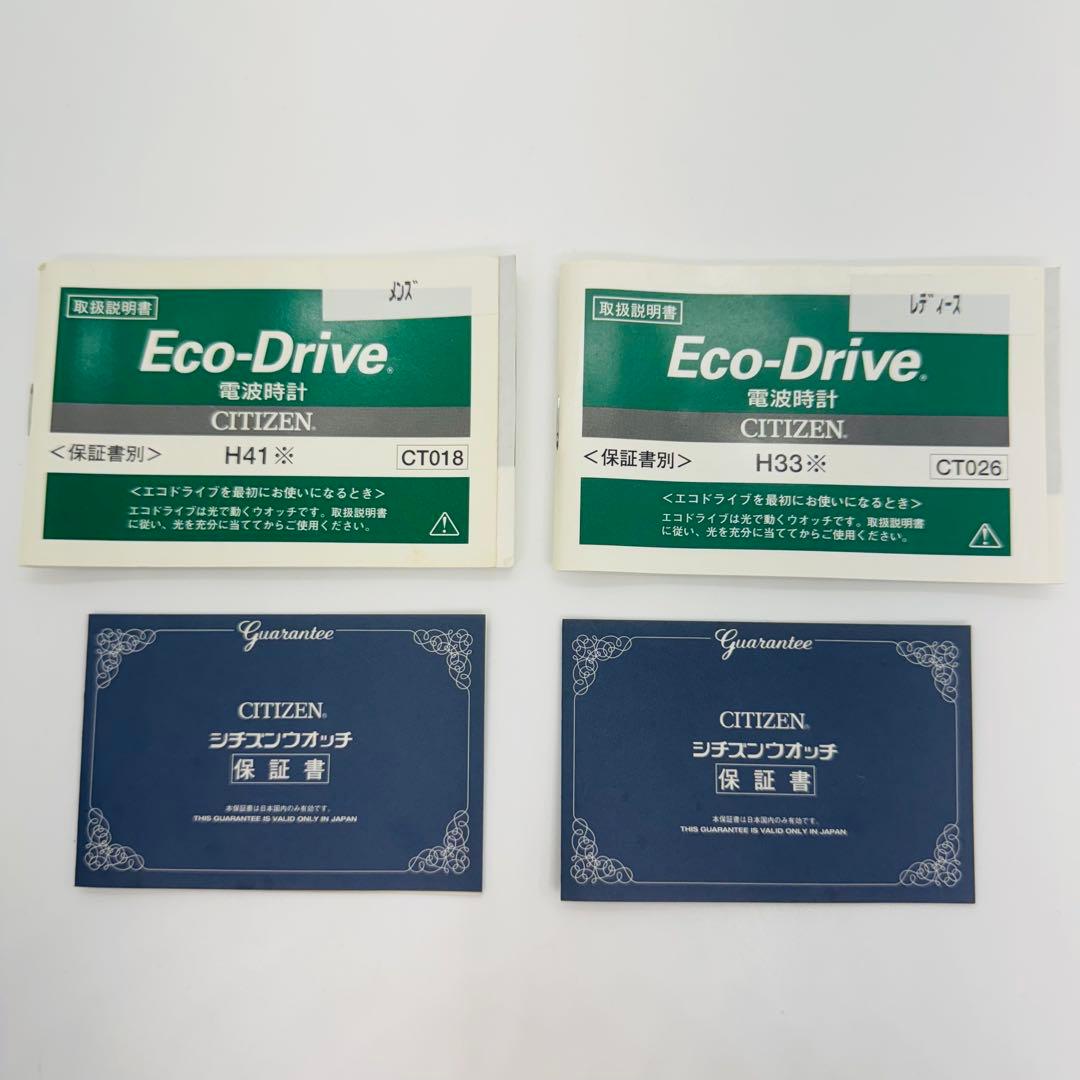 メンズ
取扱説明書
Eco-Drive®
電波時計
CITIZEN®
<保証書別> H41※ CT018
<エコドライブを最初にお使いになるとき>
エコドライブは光で動くウオッチです。取扱説明書
に従い、光を充分に当ててからご使用ください。
レディース
取扱説明書
Eco-Drive®
電波時計
CITIZEN®
<保証書別> H33※ CT026
<エコドライブを最初にお使いになるとき>
エコドライブは光で動くウオッチです。取扱説明書
に従い、光を充分に当ててからご使用ください。
Guarantee
CITIZEN®
シチズンウオッチ
保証書
本保証書は日本国内のみ有効です。
THIS GUARANTEE IS VALID ONLY IN JAPAN
Guarantee
CITIZEN®
シチズンウオッチ
保証書
本保証書は日本国内のみ有効です。
THIS GUARANTEE IS VALID ONLY IN JAPAN